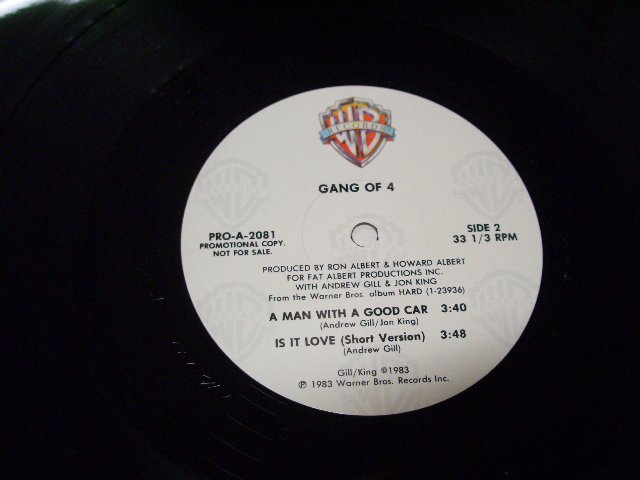 WB
RECORDS
GANG OF 4
PRO-A-2081
PROMOTIONAL COPY.
NOT FOR SALE.
SIDE 2
33 1/3 RPM
PRODUCED BY RON ALBERT & HOWARD ALBERT
FOR FAT ALBERT PRODUCTIONS INC.
WITH ANDREW GILL & JON KING
From the Warner Bros. album HARD (1-23936)
A MAN WITH A GOOD CAR 3:40
(Andrew Gill/Jon King)
IS IT LOVE (Short Version) 3:48
(Andrew Gill)
Gill/King ©1983
℗ 1983 Warner Bros. Records Inc.